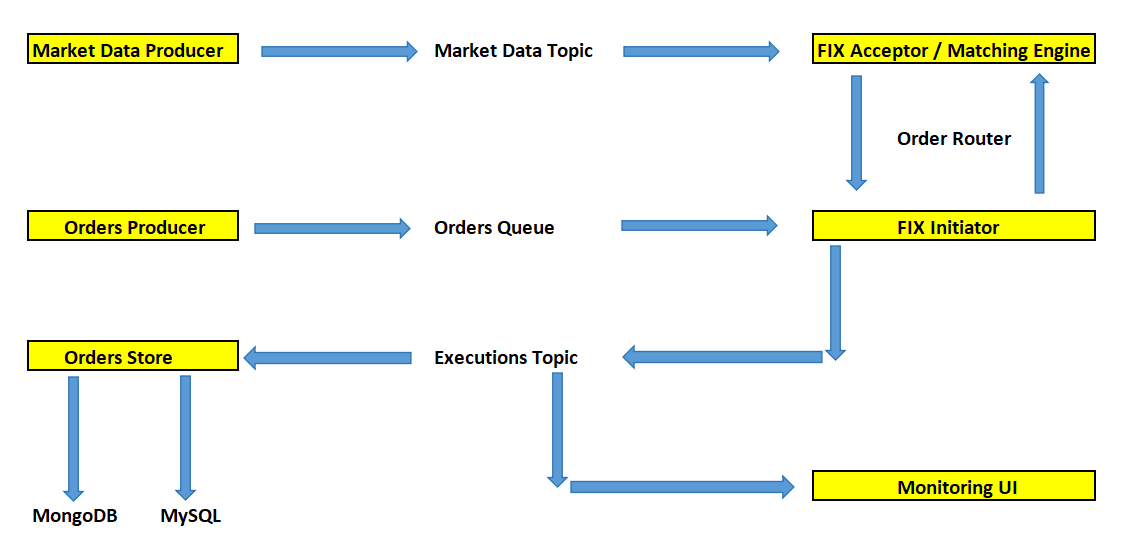 Market Data Producer
Market Data Topic
FIX Acceptor / Matching Engine
Order Router
Orders Producer
Orders Queue
FIX Initiator
Orders Store
Executions Topic
Monitoring UI
MongoDB
MySQL